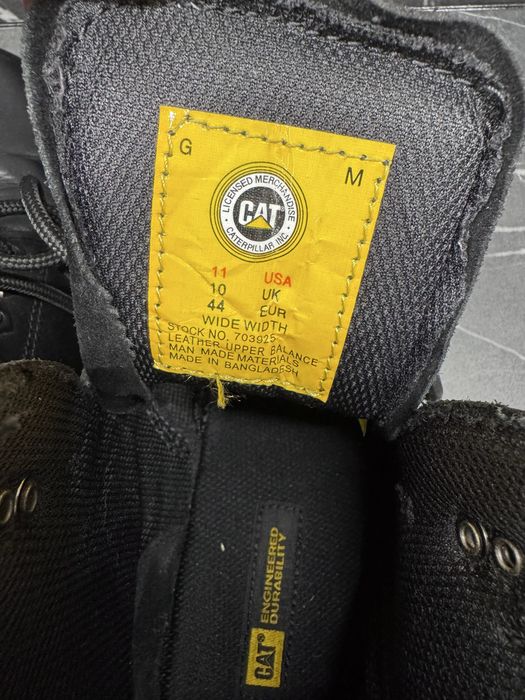 G
M
LICENSED MERCHANDISE
CAT
CATERPILLAR INC.
11 USA
10 UK
44 EUR
WIDE WIDTH
STOCK NO. 703925
LEATHER UPPER BALANCE
MAN MADE MATERIALS
MADE IN BANGLADESH
CAT®
ENGINEERED
DURABILITY